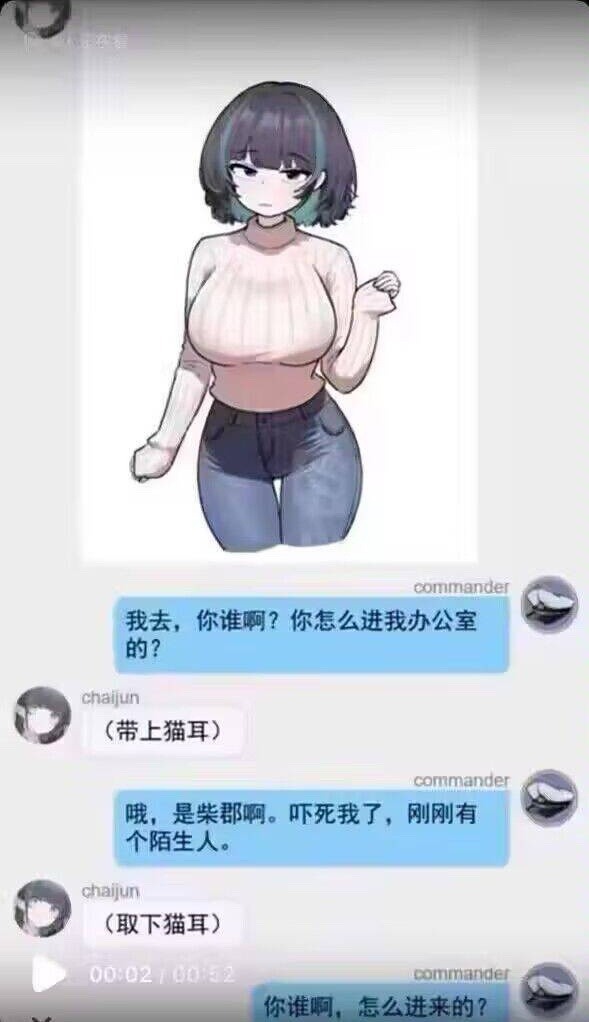 commander
我去，你谁啊？你怎么进我办公室
的？
chaijun
（带上猫耳）
commander
哦，是柴郡啊。吓死我了，刚刚有
个陌生人。
chaijun
（取下猫耳）
00:02 / 00:52
commander
你谁啊，怎么进来的？